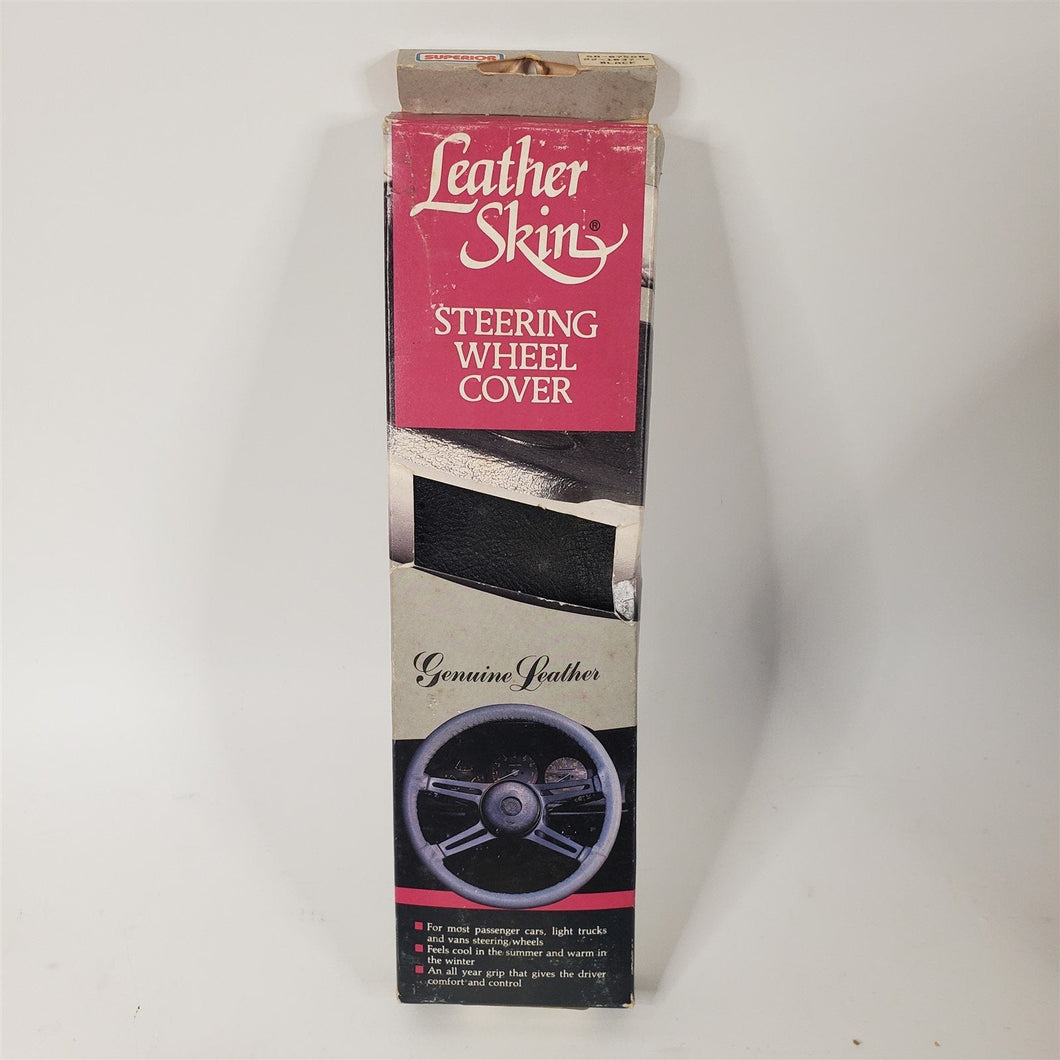 SUPERIOR
BLACK
Leather
Skin®
STEERING
WHEEL
COVER
Genuine Leather
For most passenger cars, light trucks
and vans steering wheels
Feels cool in the summer and warm in
the winter
An all year grip that gives the driver
comfort and control